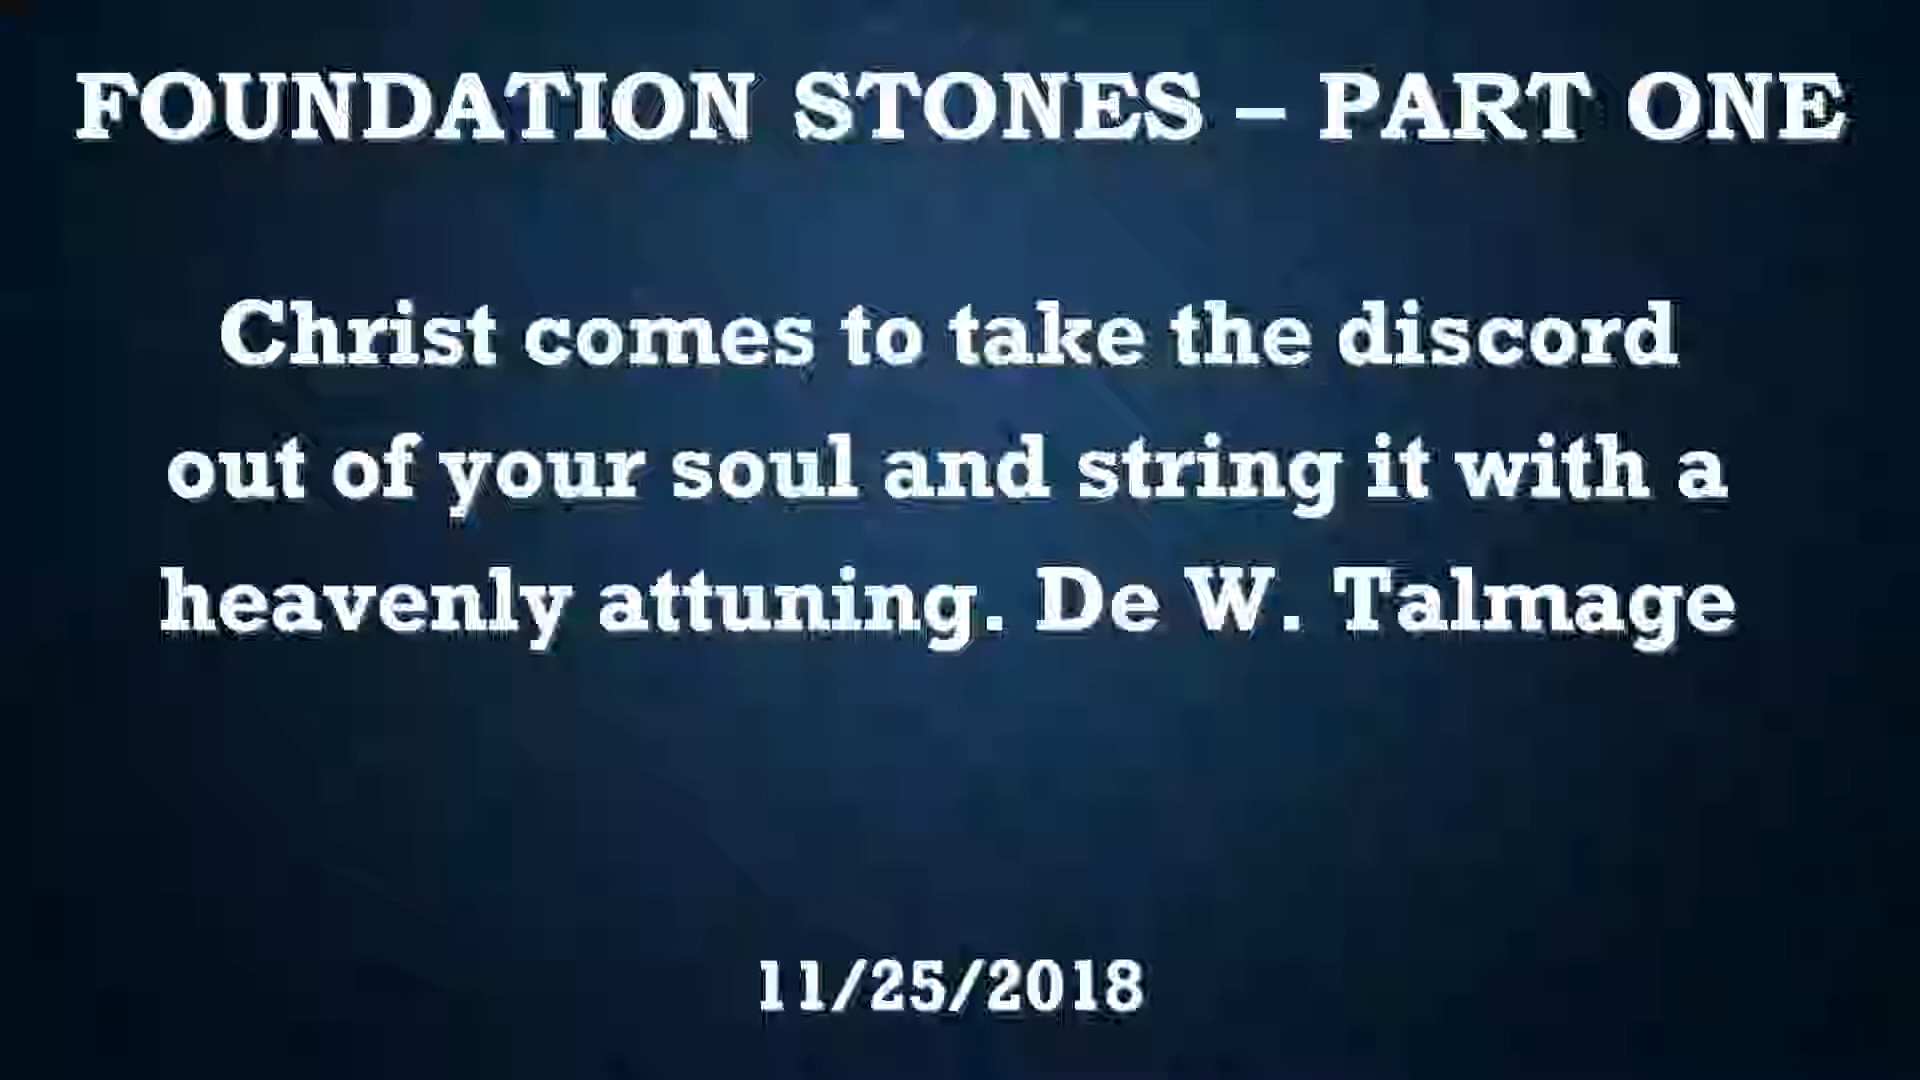 FOUNDATION STONES – PART ONE
Christ comes to take the discord
out of your soul and string it with a
heavenly attuning. De W. Talmage
11/25/2018